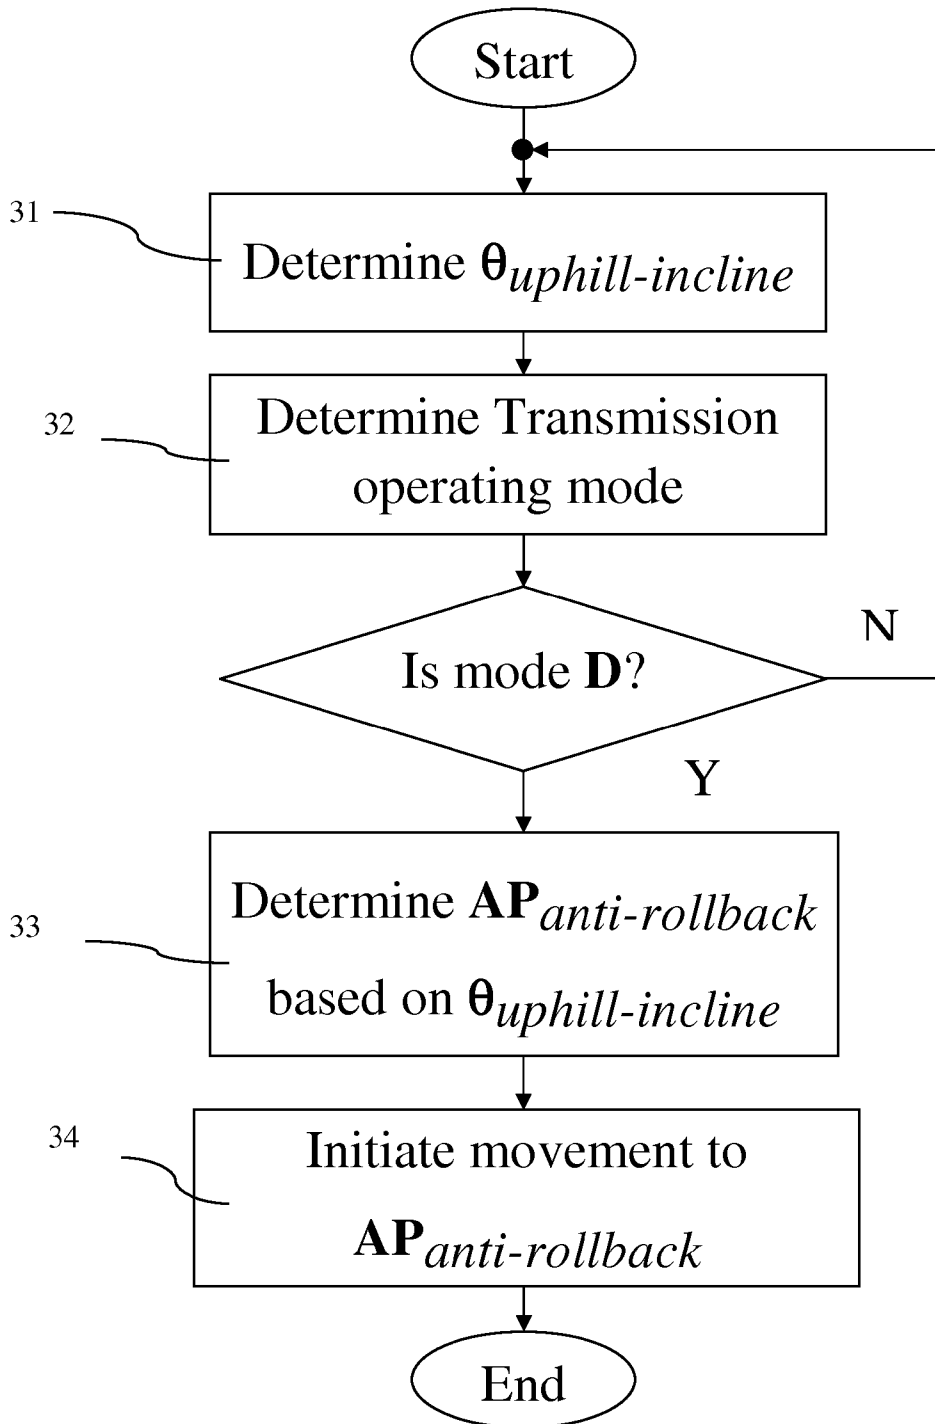 Start
31
Determine θuphill-incline
32
Determine Transmission
operating mode
N
Is mode D?
Y
33
Determine APanti-rollback
based on θuphill-incline
34
Initiate movement to
APanti-rollback
End